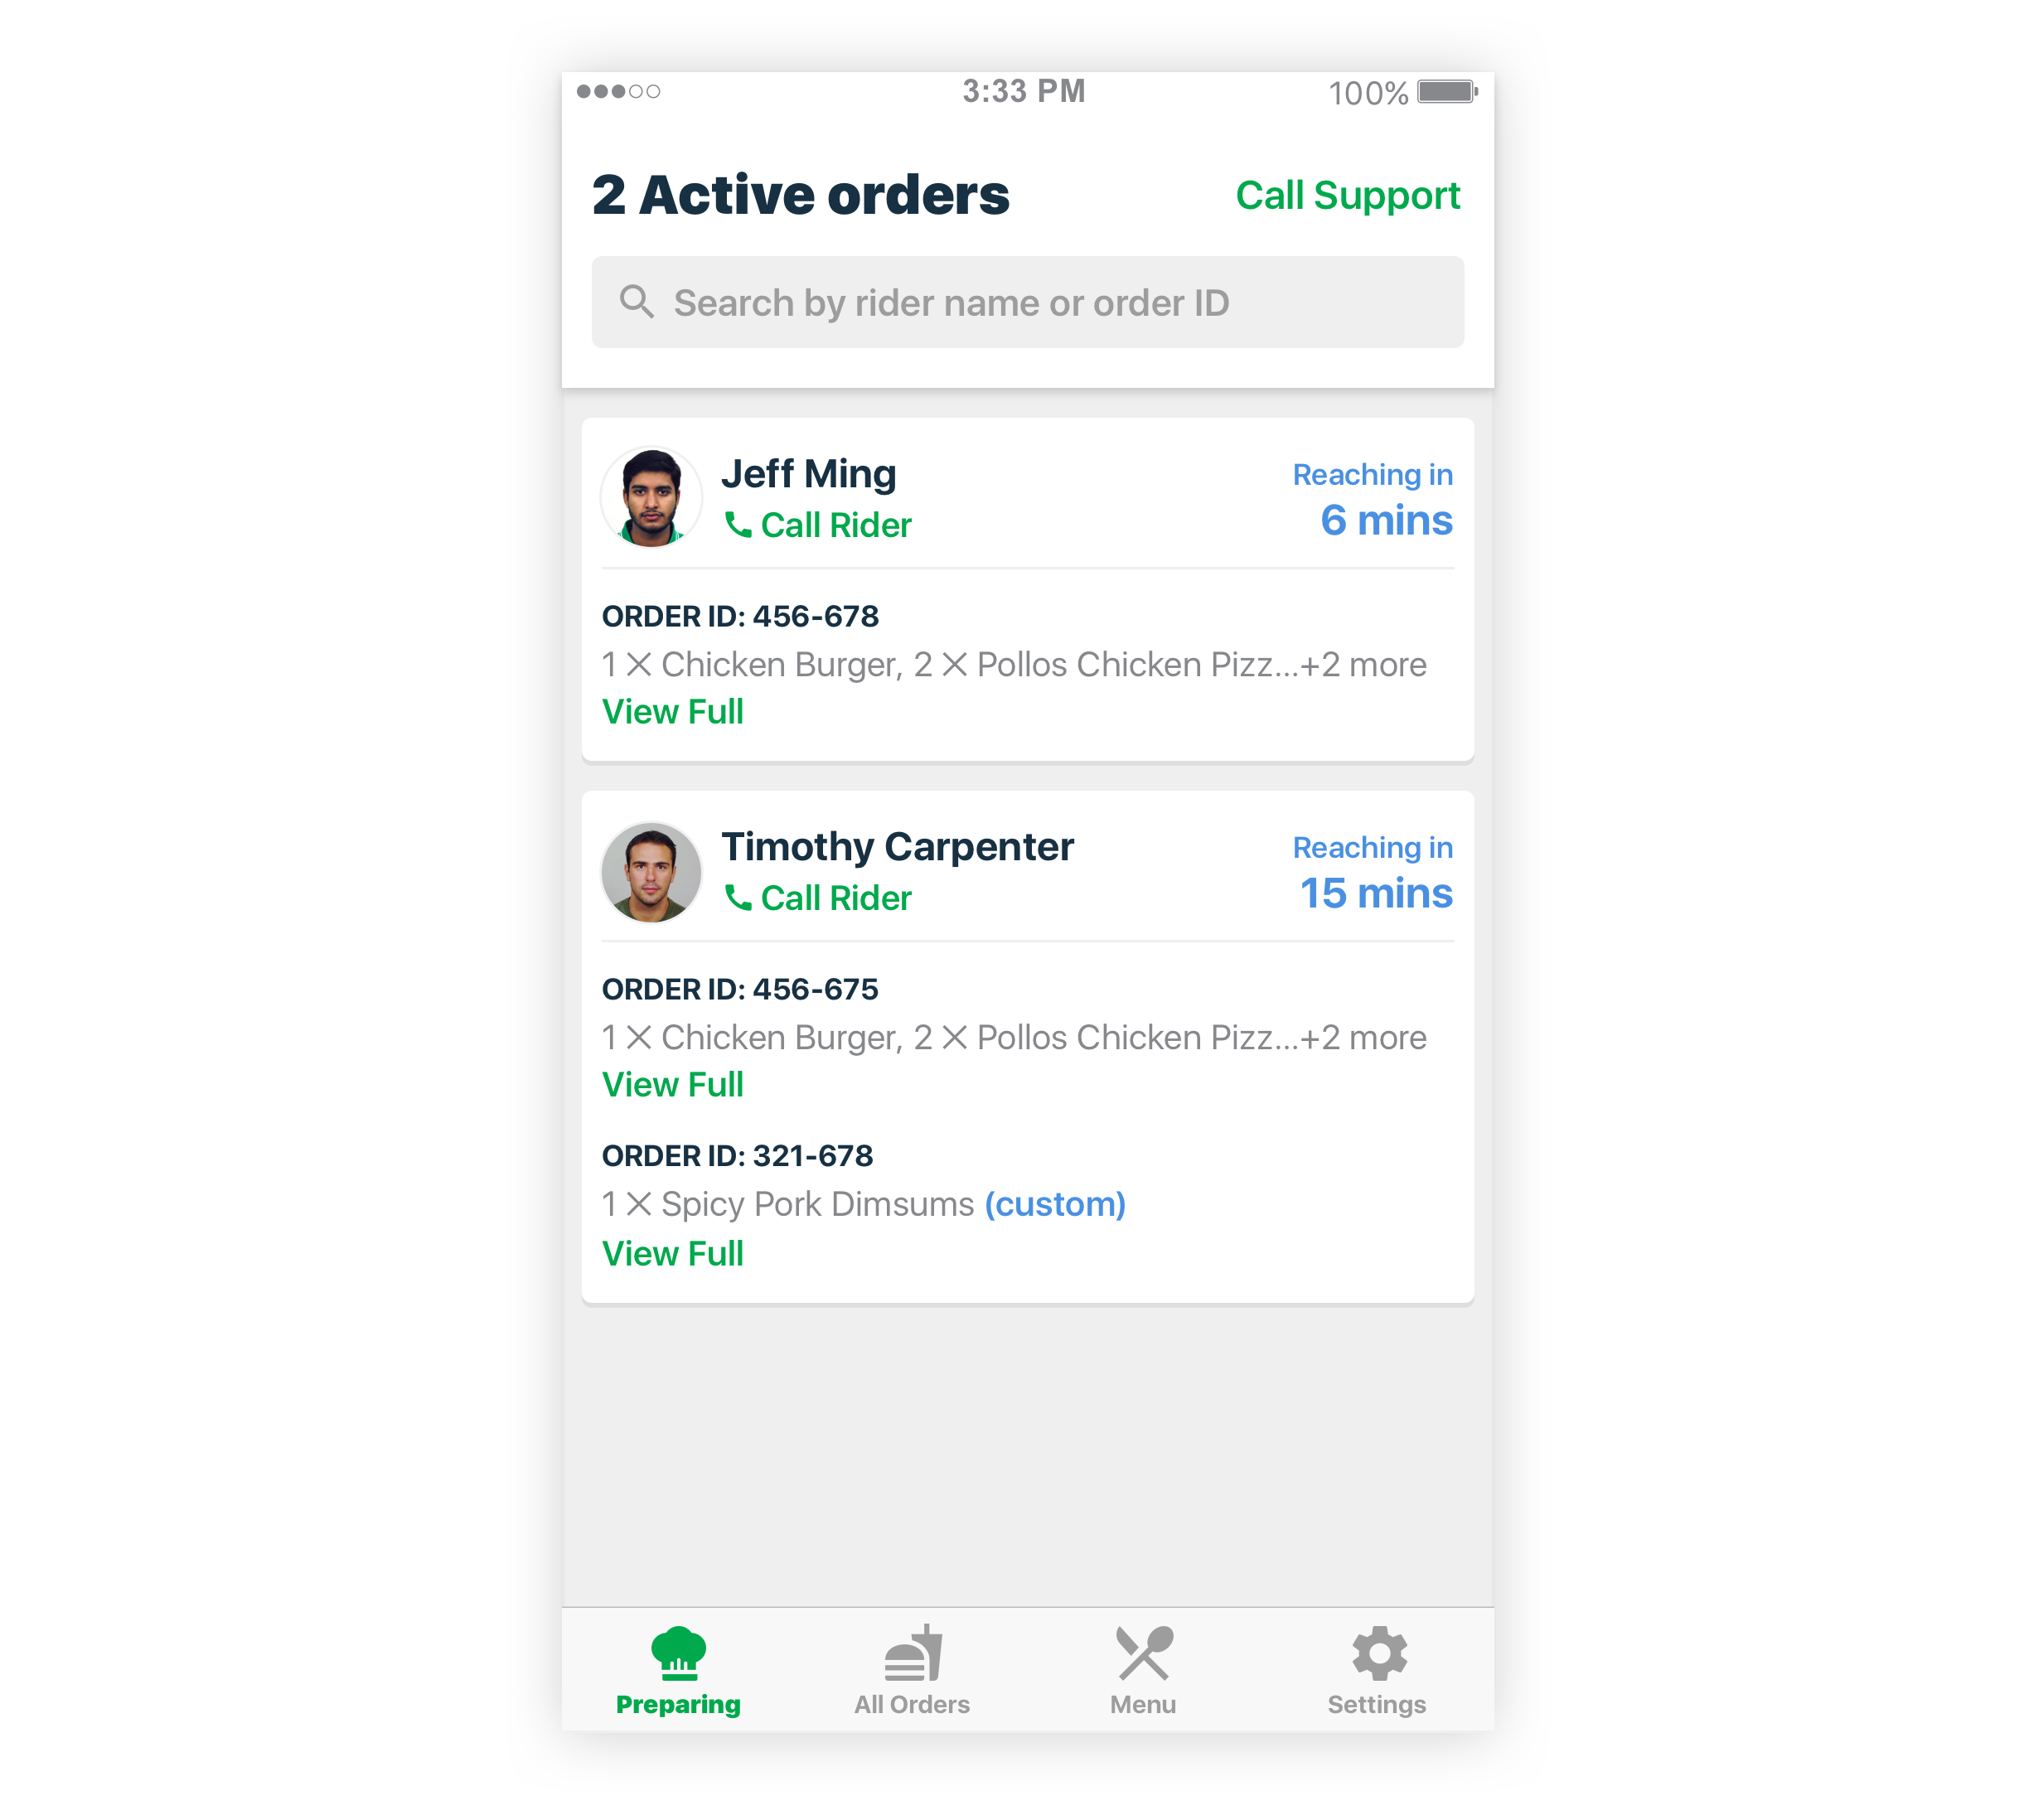 3:33 PM
100%
2 Active orders
Call Support
Search by rider name or order ID
Jeff Ming
Call Rider
Reaching in
6 mins
ORDER ID: 456-678
1 × Chicken Burger, 2 × Pollos Chicken Pizz...+2 more
View Full
Timothy Carpenter
Call Rider
Reaching in
15 mins
ORDER ID: 456-675
1 × Chicken Burger, 2 × Pollos Chicken Pizz...+2 more
View Full
ORDER ID: 321-678
1 × Spicy Pork Dimsums (custom)
View Full
Preparing
All Orders
Menu
Settings